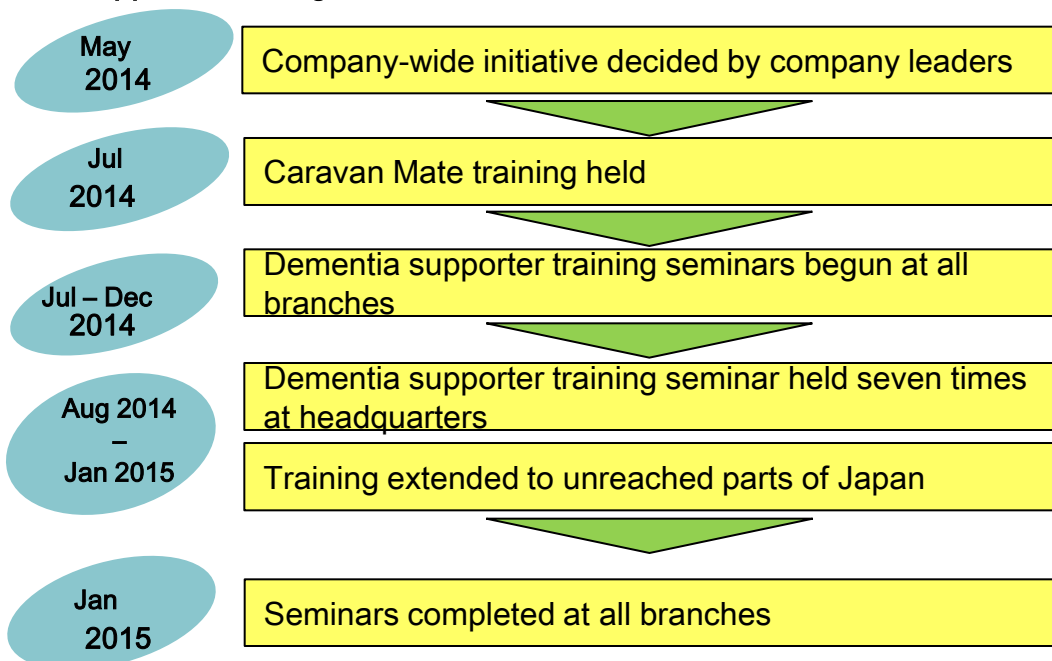 May
2014
Company-wide initiative decided by company leaders
Jul
2014
Caravan Mate training held
Jul – Dec
2014
Dementia supporter training seminars begun at all
branches
Aug 2014
–
Jan 2015
Dementia supporter training seminar held seven times
at headquarters
Training extended to unreached parts of Japan
Jan
2015
Seminars completed at all branches